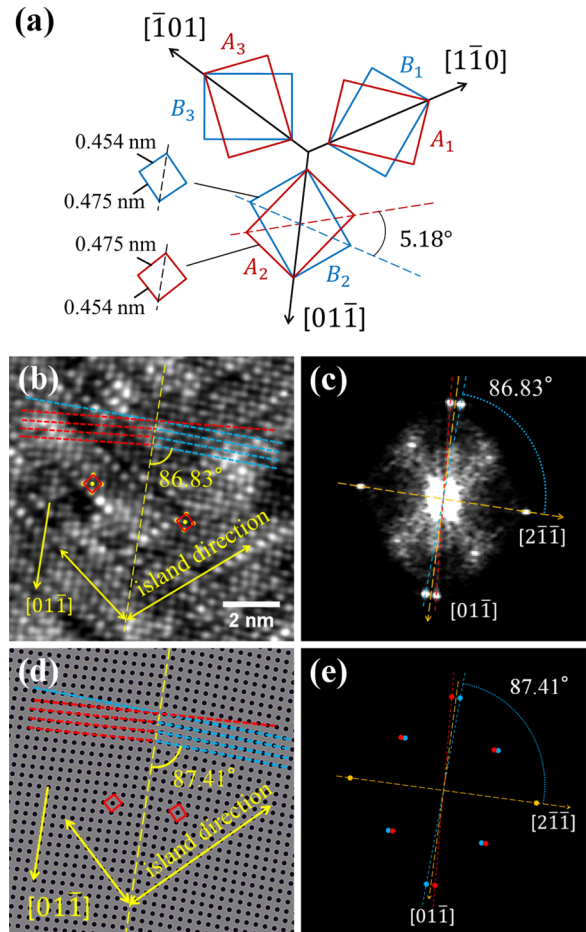 (a)
[1̄01]
A₃
B₃
B₁
[11̄0]
A₁
0.454 nm
0.475 nm
0.475 nm
0.454 nm
A₂
B₂
5.18°
[011̄]
(b)
86.83°
[011̄]
island direction
2 nm
(c)
86.83°
[21̄1̄]
[011̄]
(d)
87.41°
[011̄]
island direction
(e)
87.41°
[21̄1̄]
[011̄]